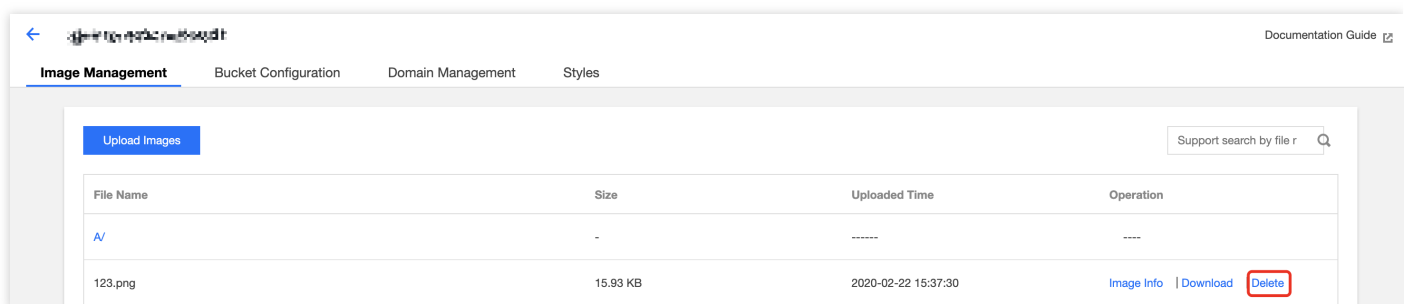 Documentation Guide
Image Management Bucket Configuration Domain Management Styles
Upload Images
Support search by file r
File Name Size Uploaded Time Operation
A/ - ------ ----
123.png 15.93 KB 2020-02-22 15:37:30 Image Info | Download Delete